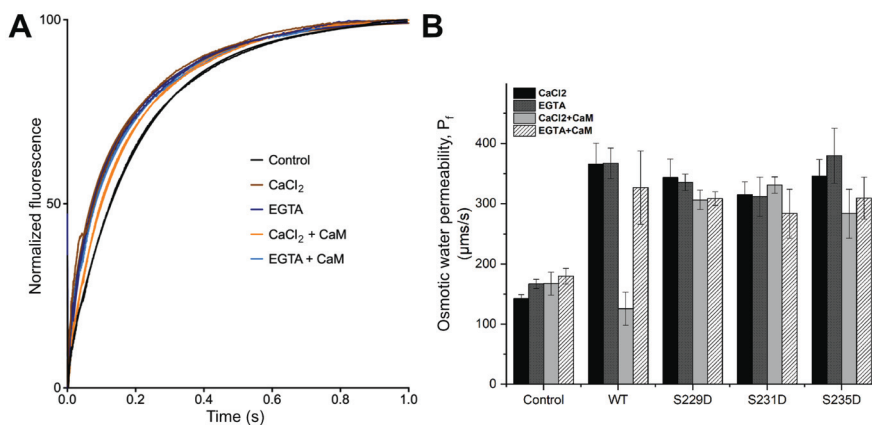 A
100
50
0
Normalized fluorescence
0.0
0.2
0.4
0.6
0.8
1.0
Time (s)
Control
CaCl₂
EGTA
CaCl₂ + CaM
EGTA + CaM
B
CaCl2
EGTA
CaCl2+CaM
EGTA+CaM
400
300
200
150
100
0
Osmotic water permeability, Pf
(µms/s)
Control
WT
S229D
S231D
S235D